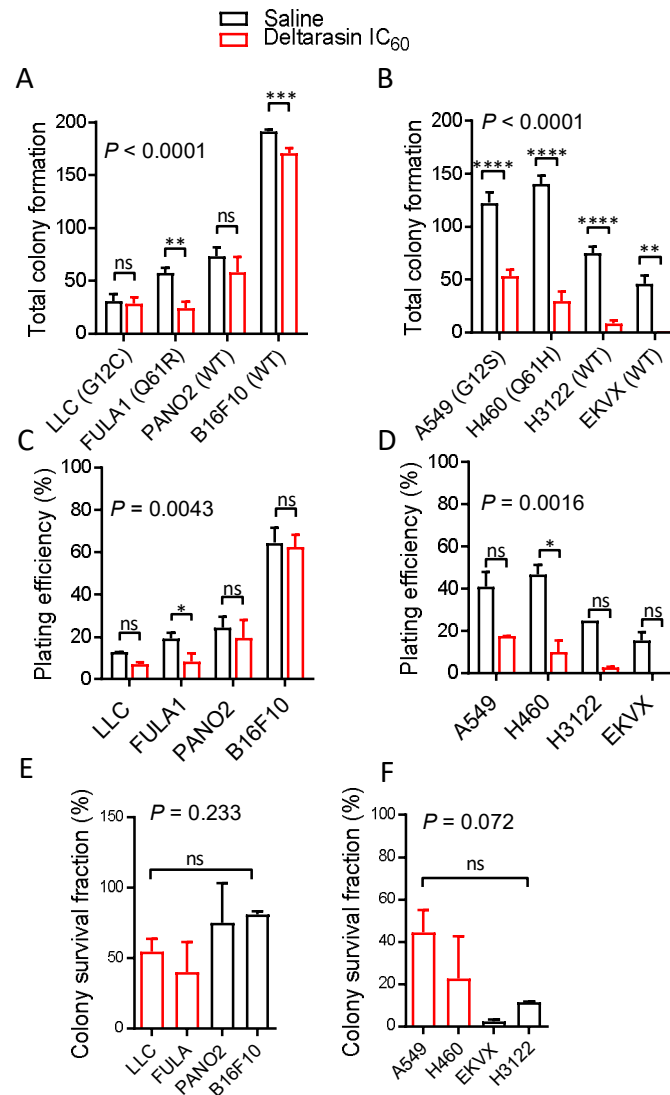 Saline
Deltarasin IC60
A
B
Total colony formation
200
150
100
50
0
P < 0.0001
ns
**
ns
***
LLC (G12C)
FULA1 (Q61R)
PANO2 (WT)
B16F10 (WT)
Total colony formation
200
150
100
50
0
P < 0.0001
****
****
****
**
A549 (G12S)
H460 (Q61H)
H3122 (WT)
EKVX (WT)
C
D
Plating efficiency (%)
100
80
60
40
20
0
P = 0.0043
ns
*
ns
ns
LLC
FULA1
PANO2
B16F10
Plating efficiency (%)
100
80
60
40
20
0
P = 0.0016
ns
*
ns
ns
A549
H460
H3122
EKVX
E
F
Colony survival fraction (%)
150
100
50
0
P = 0.233
ns
LLC
FULA
PANO2
B16F10
Colony survival fraction (%)
100
80
60
40
20
0
P = 0.072
ns
A549
H460
EKVX
H3122